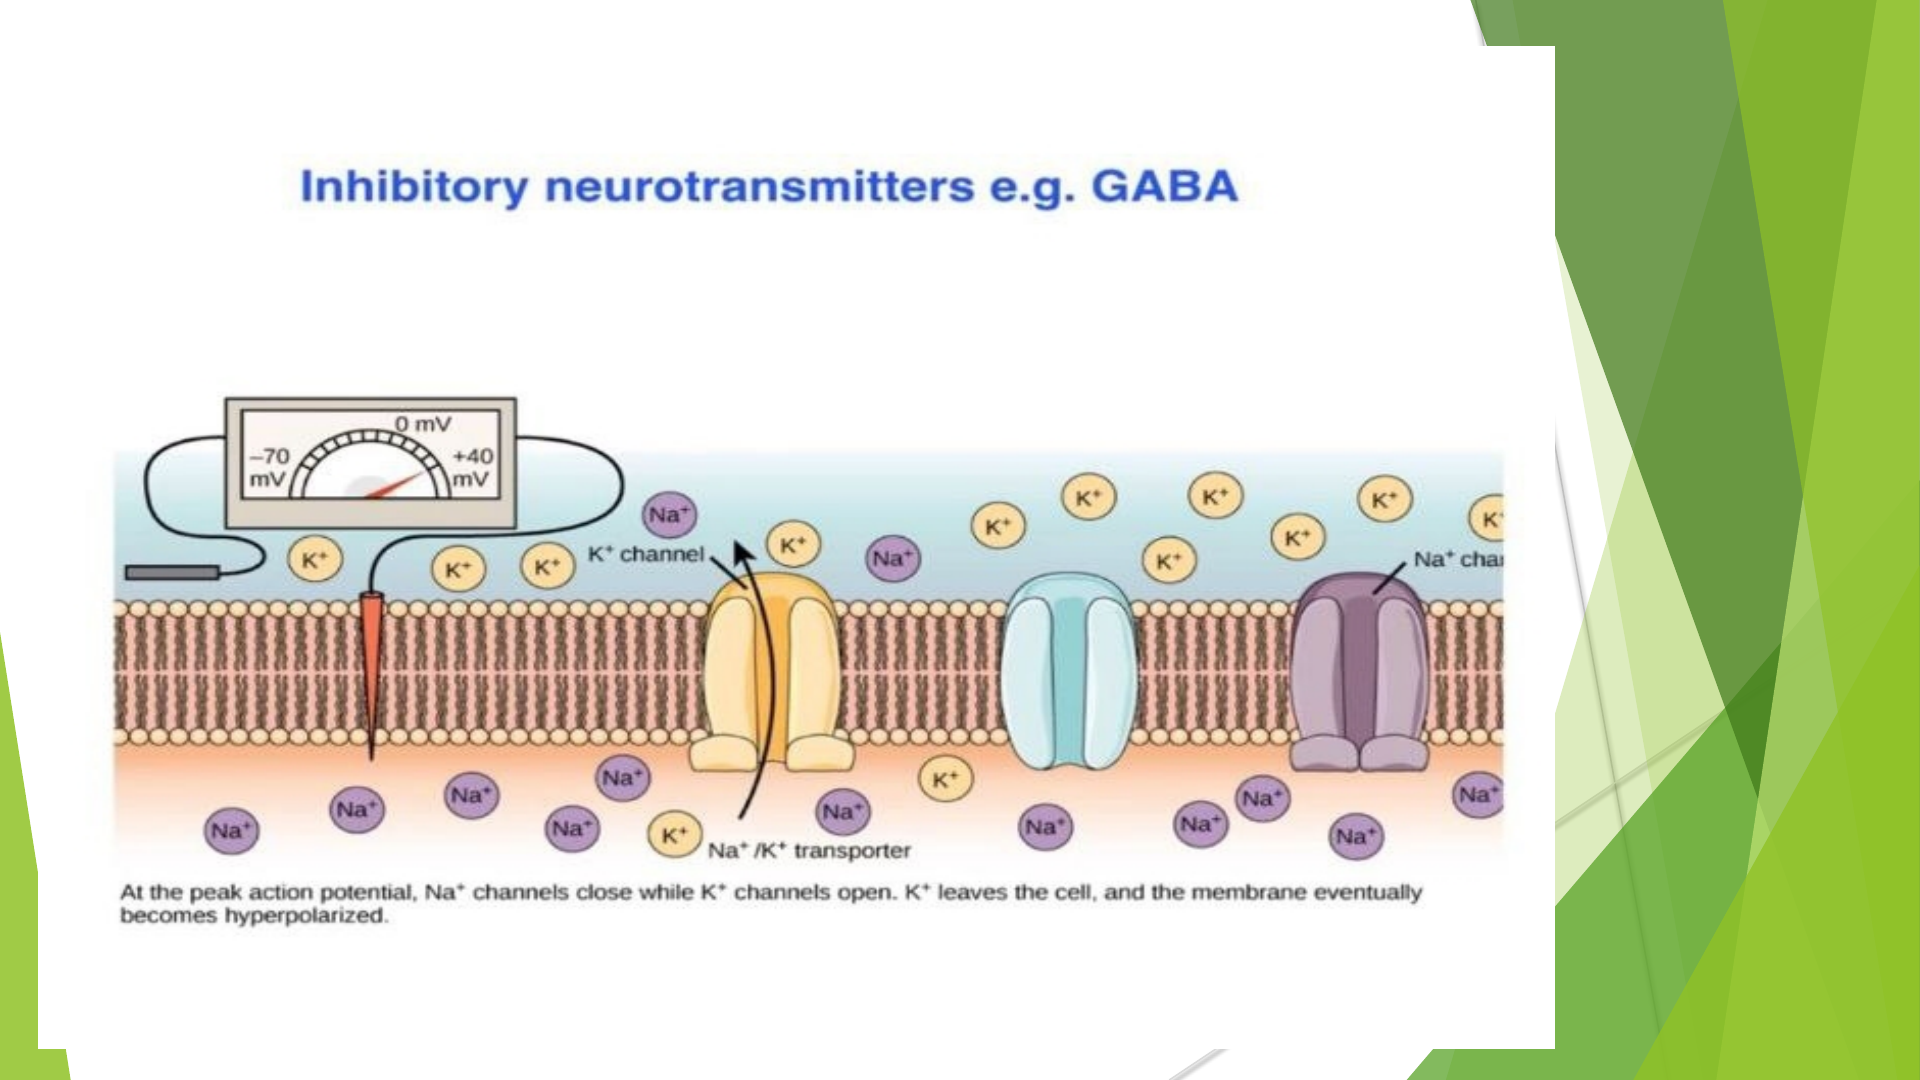 Inhibitory neurotransmitters e.g. GABA
0 mV
–70
mV
+40
mV
Na⁺
K⁺
K⁺
K⁺
K⁺ channel
K⁺
Na⁺
K⁺
K⁺
K⁺
K⁺
K⁺
K⁺
K⁺
Na⁺ cha
Na⁺
Na⁺
Na⁺
Na⁺
Na⁺
K⁺
Na⁺
K⁺
Na⁺
Na⁺
Na⁺
Na⁺
Na⁺
Na⁺ /K⁺ transporter
At the peak action potential, Na⁺ channels close while K⁺ channels open. K⁺ leaves the cell, and the membrane eventually
becomes hyperpolarized.